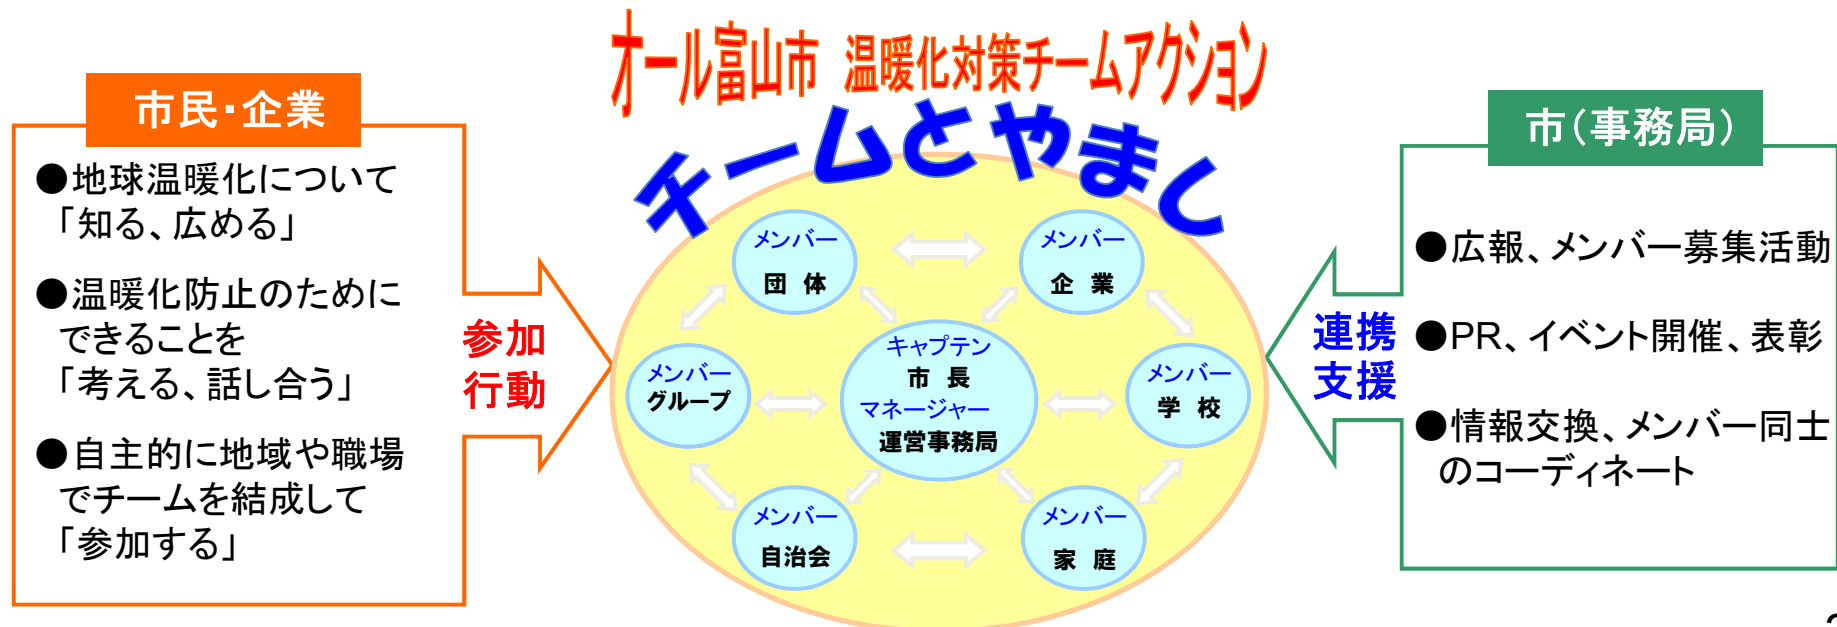 オール富山市 温暖化対策チームアクション
チームとやまし
市民・企業
●地球温暖化について
「知る、広める」
●温暖化防止のために
できることを
「考える、話し合う」
●自主的に地域や職場
でチームを結成して
「参加する」
参加
行動
メンバー
団 体
メンバー
企 業
メンバー
グループ
キャプテン
市 長
マネージャー
運営事務局
メンバー
学 校
メンバー
自治会
メンバー
家 庭
連携
支援
市(事務局)
●広報、メンバー募集活動
●PR、イベント開催、表彰
●情報交換、メンバー同士
のコーディネート